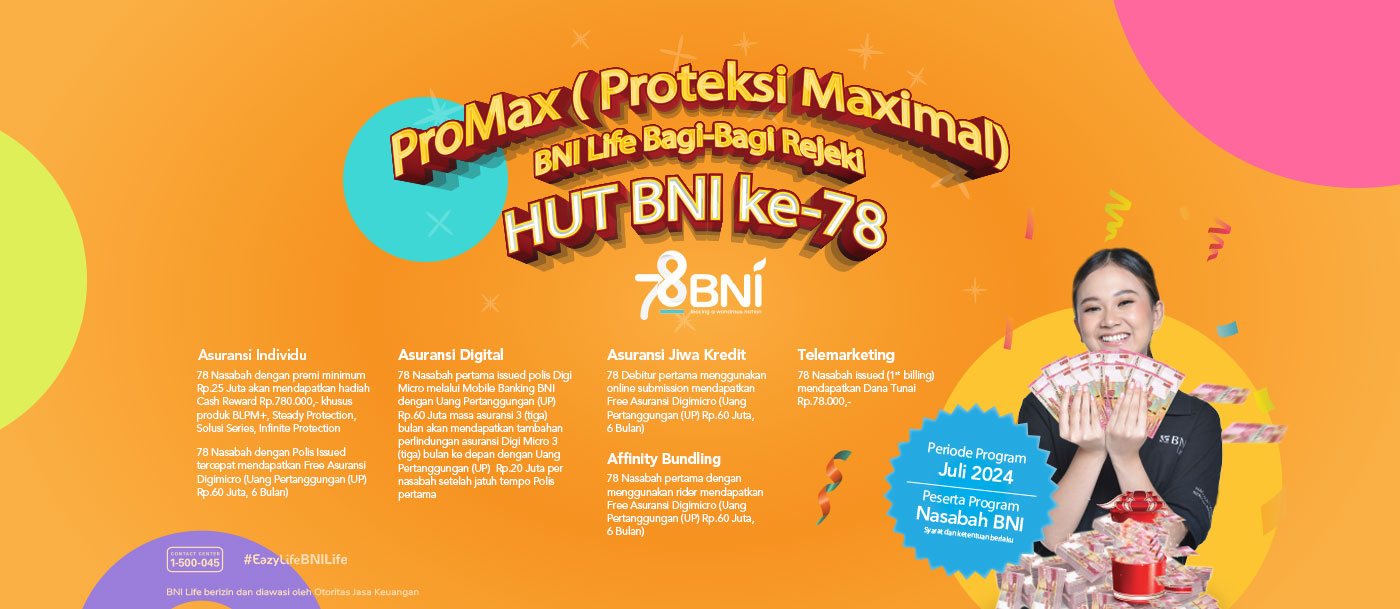 ProMax ( Proteksi Maximal)
BNI Life Bagi-Bagi Rejeki
HUT BNI ke-78
78 BNI
Making a wondrous nation
Asuransi Individu
78 Nasabah dengan premi minimum
Rp.25 Juta akan mendapatkan hadiah
Cash Reward Rp.780.000,- khusus
produk BLPM+, Steady Protection,
Solusi Series, Infinite Protection
78 Nasabah dengan Polis Issued
tercepat mendapatkan Free Asuransi
Digimicro (Uang Pertanggungan (UP)
Rp.60 Juta, 6 Bulan)
Asuransi Digital
78 Nasabah pertama issued polis Digi
Micro melalui Mobile Banking BNI
dengan Uang Pertanggungan (UP)
Rp.60 Juta masa asuransi 3 (tiga)
bulan akan mendapatkan tambahan
perlindungan asuransi Digi Micro 3
(tiga) bulan ke depan dengan Uang
Pertanggungan (UP) Rp.20 Juta per
nasabah setelah jatuh tempo Polis
pertama
Asuransi Jiwa Kredit
78 Debitur pertama menggunakan
online submission mendapatkan
Free Asuransi Digimicro (Uang
Pertanggungan (UP) Rp.60 Juta,
6 Bulan)
Affinity Bundling
78 Nasabah pertama dengan
menggunakan rider mendapatkan
Free Asuransi Digimicro (Uang
Pertanggungan (UP) Rp.60 Juta,
6 Bulan)
Telemarketing
78 Nasabah issued (1st billing)
mendapatkan Dana Tunai
Rp.78.000,-
BNI
Periode Program
Juli 2024
Peserta Program
Nasabah BNI
Syarat dan ketentuan berlaku
CONTACT CENTER
1-500-045
#EazyLifeBNILife
BNI Life berizin dan diawasi oleh Otoritas Jasa Keuangan